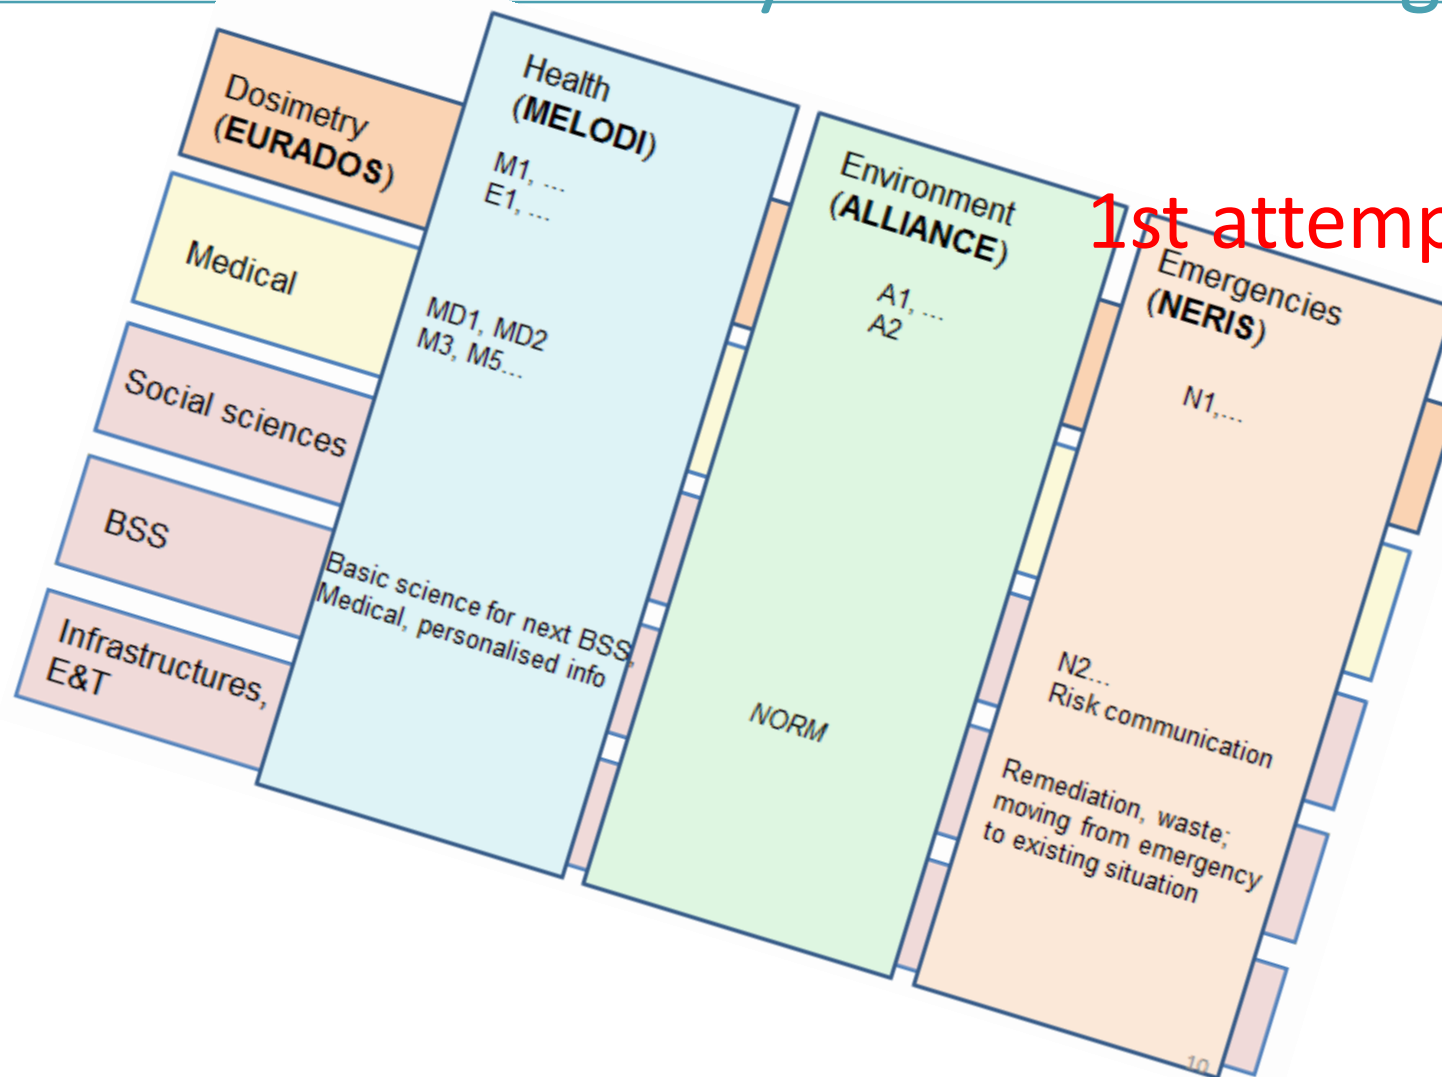 1st attemp
Dosimetry
(EURADOS)
Medical
Social sciences
BSS
Infrastructures,
E&T
Health
(MELODI)
M1, ...
E1, ...
MD1, MD2
M3, M5...
Basic science for next BSS,
Medical, personalised info
Environment
(ALLIANCE)
A1, ...
A2
NORM
Emergencies
(NERIS)
N1,...
N2...
Risk communication
Remediation, waste;
moving from emergency
to existing situation
10